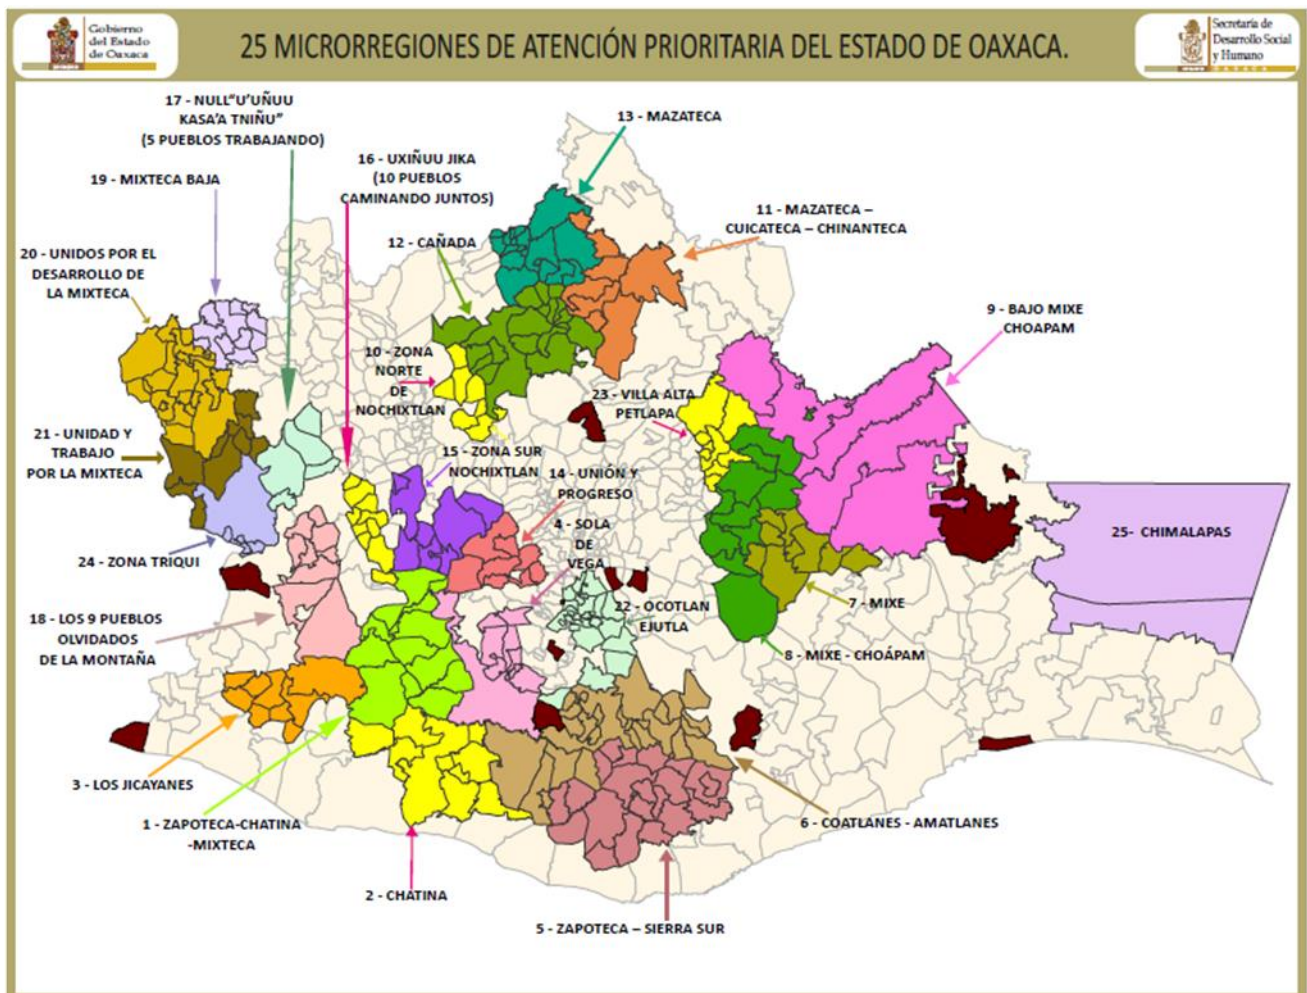 Gobierno
del Estado
de Oaxaca
25 MICRORREGIONES DE ATENCIÓN PRIORITARIA DEL ESTADO DE OAXACA.
Secretaría de
Desarrollo Social
y Humano
OAXACA
17 - NULL“U’UÑUU
KASA’A TNIÑU”
(5 PUEBLOS TRABAJANDO)
13 - MAZATECA
16 - UXIÑUU JIKA
(10 PUEBLOS
CAMINANDO JUNTOS)
19 - MIXTECA BAJA
11 - MAZATECA –
CUICATECA – CHINANTECA
12 - CAÑADA
20 - UNIDOS POR EL
DESARROLLO DE
LA MIXTECA
9 - BAJO MIXE
CHOAPAM
10 - ZONA
NORTE
DE
NOCHIXTLAN
23 - VILLA ALTA
PETLAPA
21 - UNIDAD Y
TRABAJO
POR LA MIXTECA
15 - ZONA SUR
NOCHIXTLAN
14 - UNIÓN Y
PROGRESO
4 - SOLA
DE
VEGA
25- CHIMALAPAS
24 - ZONA TRIQUI
7 - MIXE
22 - OCOTLAN
EJUTLA
18 - LOS 9 PUEBLOS
OLVIDADOS
DE LA MONTAÑA
8 - MIXE - CHOÁPAM
3 - LOS JICAYANES
1 - ZAPOTECA-CHATINA
-MIXTECA
6 - COATLANES - AMATLANES
2 - CHATINA
5 - ZAPOTECA – SIERRA SUR